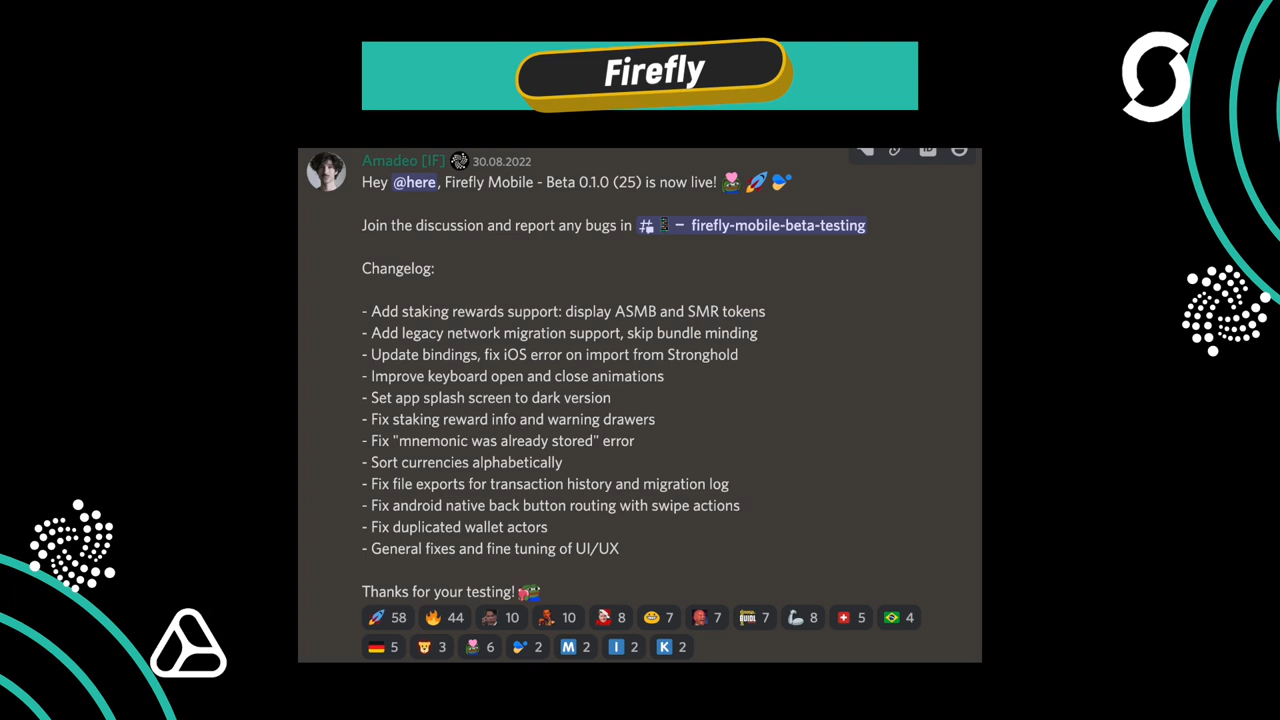 Firefly
Amadeo [IF] 30.08.2022
Hey @here, Firefly Mobile - Beta 0.1.0 (25) is now live!
Join the discussion and report any bugs in # – firefly-mobile-beta-testing
Changelog:
- Add staking rewards support: display ASMB and SMR tokens
- Add legacy network migration support, skip bundle minding
- Update bindings, fix iOS error on import from Stronghold
- Improve keyboard open and close animations
- Set app splash screen to dark version
- Fix staking reward info and warning drawers
- Fix "mnemonic was already stored" error
- Sort currencies alphabetically
- Fix file exports for transaction history and migration log
- Fix android native back button routing with swipe actions
- Fix duplicated wallet actors
- General fixes and fine tuning of UI/UX
Thanks for your testing!
58 44 10 10 8 7 7 BUIDL 7 8 5 4
5 3 6 2 M 2 I 2 K 2